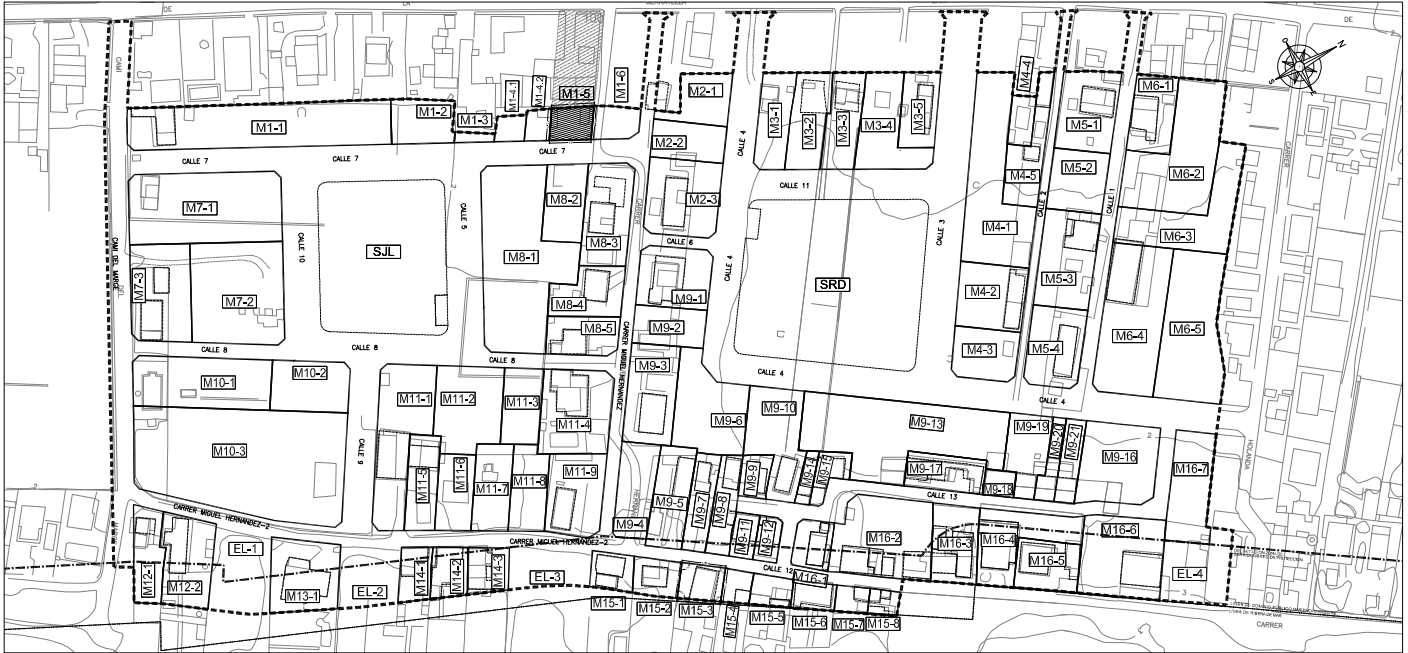 DE
LA
DE
CAMI
M1-1
M1-2
M1-3
M1-4.1
M1-4.2
M1-5
M1-6
M2-1
M2-2
M2-3
M3-1
M3-2
M3-3
M3-4
M3-5
M4-4
M4-5
M4-1
M4-2
M4-3
M5-1
M5-2
M5-3
M5-4
M6-1
M6-2
M6-3
M6-4
M6-5
N
CARRER
CALLE 7
CALLE 7
CALLE 7
CALLE 4
CALLE 11
CALLE 3
CALLE 2
CALLE 1
M7-1
M7-2
M7-3
CALLE 10
SJL
CALLE 5
2
M8-1
M8-2
M8-3
M8-4
M8-5
CARRER
CALLE 6
CALLE 4
SRD
M9-1
M9-2
M9-3
CAMI DEL MARGE
DEL
CALLE 8
CALLE 8
CALLE 8
CARRER MIGUEL HERNANDEZ
CALLE 4
CALLE 4
M10-1
M10-2
M10-3
CALLE 9
M11-1
M11-2
M11-3
M11-4
M11-5
M11-6
M11-7
M11-8
M11-9
M9-4
M9-5
M9-6
M9-7
M9-8
M9-9
M9-10
M9-11
M9-12
M9-13
M9-15
M9-16
M9-17
M9-18
M9-19
M9-20
M9-21
2
M16-7
HOLANDA
CALLE 13
CARRER MIGUEL HERNANDEZ-2
CARRER MIGUEL HERNANDEZ-2
CALLE 12
M12-1
M12-2
EL-1
M13-1
EL-2
M14-1
M14-2
M14-3
EL-3
M15-1
M15-2
M15-3
M15-4
M15-5
M15-6
M15-7
M15-8
M16-1
M16-2
M16-3
M16-4
M16-5
M16-6
EL-4
3
CARRER